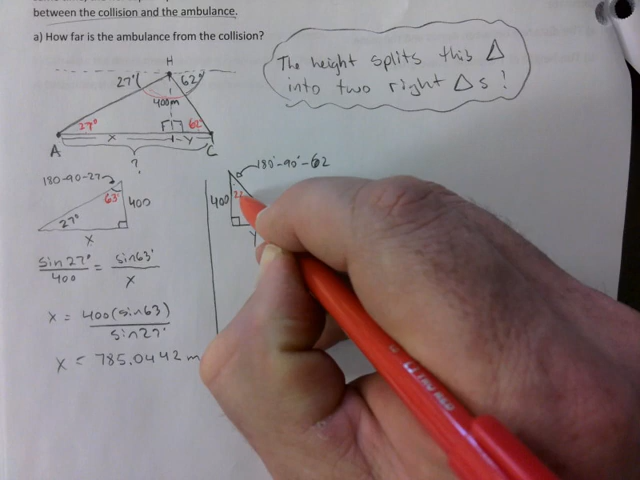 between the collision and the ambulance.
a) How far is the ambulance from the collision?
The height splits this △
into two right △s!
H
27° 62°
400m
27° 62
x y
A C
?
180-90-27
63°
400
27°
x
sin27° / 400 = sin63° / x
x = 400(sin63) / sin27°
x = 785.0442 m
180°-90°-62
400
y